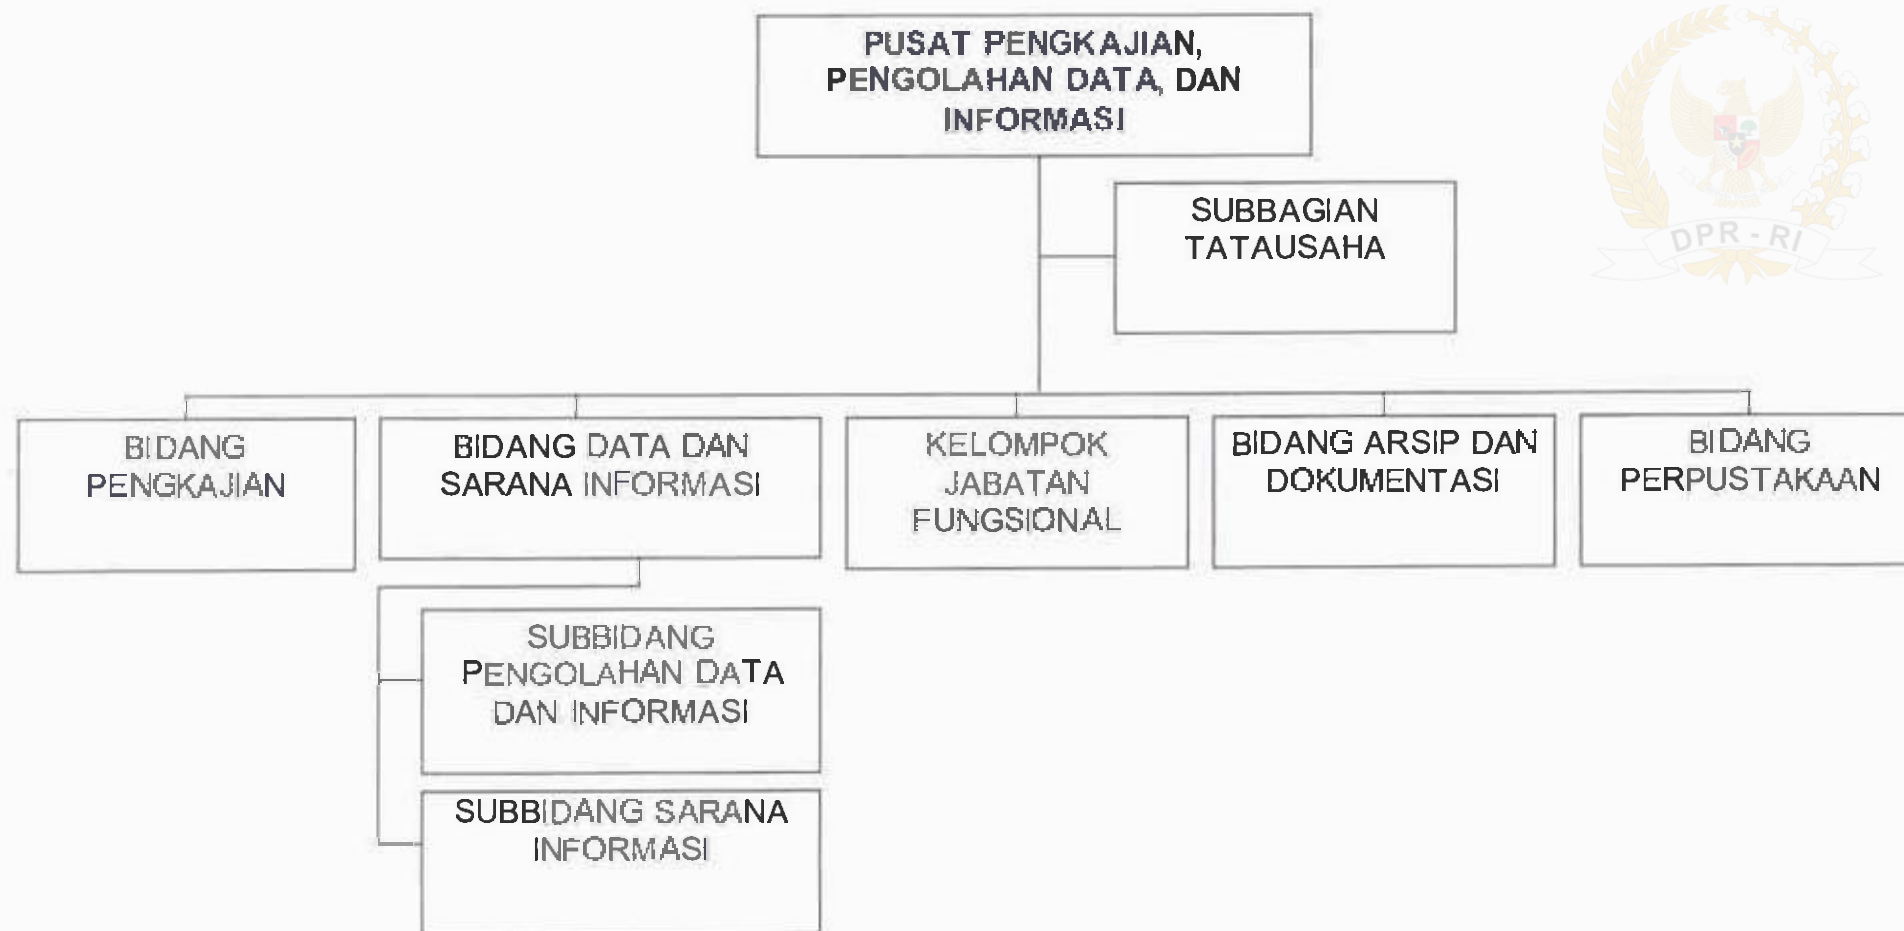 PUSAT PENGKAJIAN,
PENGOLAHAN DATA, DAN
INFORMASI
SUBBAGIAN
TATAUSAHA
DPR - RI
BIDANG
PENGKAJIAN
BIDANG DATA DAN
SARANA INFORMASI
KELOMPOK
JABATAN
FUNGSIONAL
BIDANG ARSIP DAN
DOKUMENTASI
BIDANG
PERPUSTAKAAN
SUBBIDANG
PENGOLAHAN DATA
DAN INFORMASI
SUBBIDANG SARANA
INFORMASI